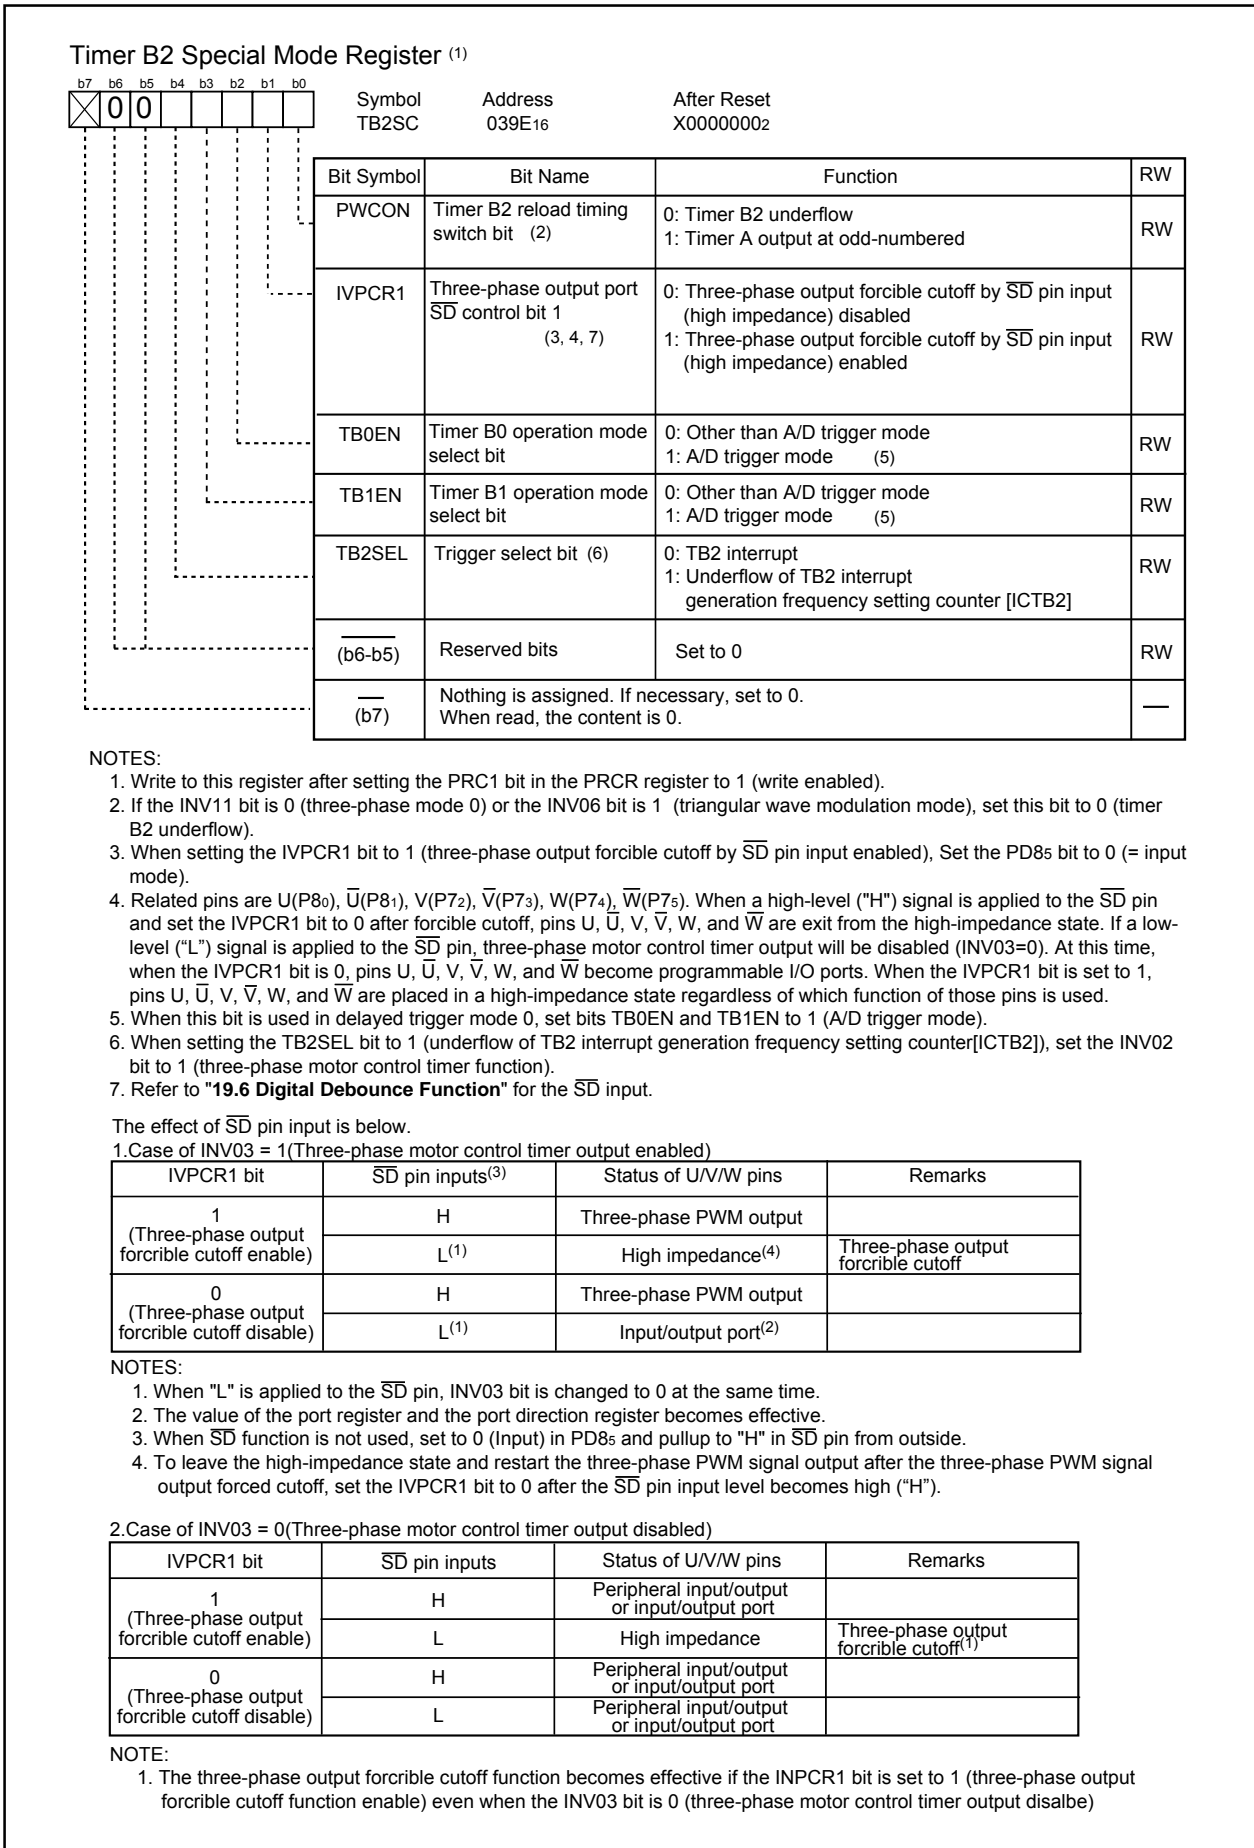 Timer B2 Special Mode Register (1)
b7 b6 b5 b4 b3 b2 b1 b0
0 0
Symbol Address After Reset
TB2SC 039E16 X00000002
Bit Symbol Bit Name Function RW
PWCON Timer B2 reload timing switch bit (2) 0: Timer B2 underflow
1: Timer A output at odd-numbered RW
IVPCR1 Three-phase output port S̅D̅ control bit 1 (3, 4, 7) 0: Three-phase output forcible cutoff by S̅D̅ pin input
(high impedance) disabled
1: Three-phase output forcible cutoff by S̅D̅ pin input
(high impedance) enabled RW
TB0EN Timer B0 operation mode select bit 0: Other than A/D trigger mode
1: A/D trigger mode (5) RW
TB1EN Timer B1 operation mode select bit 0: Other than A/D trigger mode
1: A/D trigger mode (5) RW
TB2SEL Trigger select bit (6) 0: TB2 interrupt
1: Underflow of TB2 interrupt
generation frequency setting counter [ICTB2] RW
(b6-b5) Reserved bits Set to 0 RW
(b7) Nothing is assigned. If necessary, set to 0.
When read, the content is 0. —
NOTES:
1. Write to this register after setting the PRC1 bit in the PRCR register to 1 (write enabled).
2. If the INV11 bit is 0 (three-phase mode 0) or the INV06 bit is 1 (triangular wave modulation mode), set this bit to 0 (timer
B2 underflow).
3. When setting the IVPCR1 bit to 1 (three-phase output forcible cutoff by S̅D̅ pin input enabled), Set the PD85 bit to 0 (= input
mode).
4. Related pins are U(P80), U̅(P81), V(P72), V̅(P73), W(P74), W̅(P75). When a high-level ("H") signal is applied to the S̅D̅ pin
and set the IVPCR1 bit to 0 after forcible cutoff, pins U, U̅, V, V̅, W, and W̅ are exit from the high-impedance state. If a low-
level (“L”) signal is applied to the S̅D̅ pin, three-phase motor control timer output will be disabled (INV03=0). At this time,
when the IVPCR1 bit is 0, pins U, U̅, V, V̅, W, and W̅ become programmable I/O ports. When the IVPCR1 bit is set to 1,
pins U, U̅, V, V̅, W, and W̅ are placed in a high-impedance state regardless of which function of those pins is used.
5. When this bit is used in delayed trigger mode 0, set bits TB0EN and TB1EN to 1 (A/D trigger mode).
6. When setting the TB2SEL bit to 1 (underflow of TB2 interrupt generation frequency setting counter[ICTB2]), set the INV02
bit to 1 (three-phase motor control timer function).
7. Refer to "19.6 Digital Debounce Function" for the S̅D̅ input.
The effect of S̅D̅ pin input is below.
1.Case of INV03 = 1(Three-phase motor control timer output enabled)
IVPCR1 bit S̅D̅ pin inputs(3) Status of U/V/W pins Remarks
1
(Three-phase output
forcrible cutoff enable) H Three-phase PWM output
L(1) High impedance(4) Three-phase output
forcrible cutoff
0
(Three-phase output
forcrible cutoff disable) H Three-phase PWM output
L(1) Input/output port(2)
NOTES:
1. When "L" is applied to the S̅D̅ pin, INV03 bit is changed to 0 at the same time.
2. The value of the port register and the port direction register becomes effective.
3. When S̅D̅ function is not used, set to 0 (Input) in PD85 and pullup to "H" in S̅D̅ pin from outside.
4. To leave the high-impedance state and restart the three-phase PWM signal output after the three-phase PWM signal
output forced cutoff, set the IVPCR1 bit to 0 after the S̅D̅ pin input level becomes high (“H”).
2.Case of INV03 = 0(Three-phase motor control timer output disabled)
IVPCR1 bit S̅D̅ pin inputs Status of U/V/W pins Remarks
1
(Three-phase output
forcrible cutoff enable) H Peripheral input/output
or input/output port
L High impedance Three-phase output
forcrible cutoff(1)
0
(Three-phase output
forcrible cutoff disable) H Peripheral input/output
or input/output port
L Peripheral input/output
or input/output port
NOTE:
1. The three-phase output forcrible cutoff function becomes effective if the INPCR1 bit is set to 1 (three-phase output
forcrible cutoff function enable) even when the INV03 bit is 0 (three-phase motor control timer output disalbe)